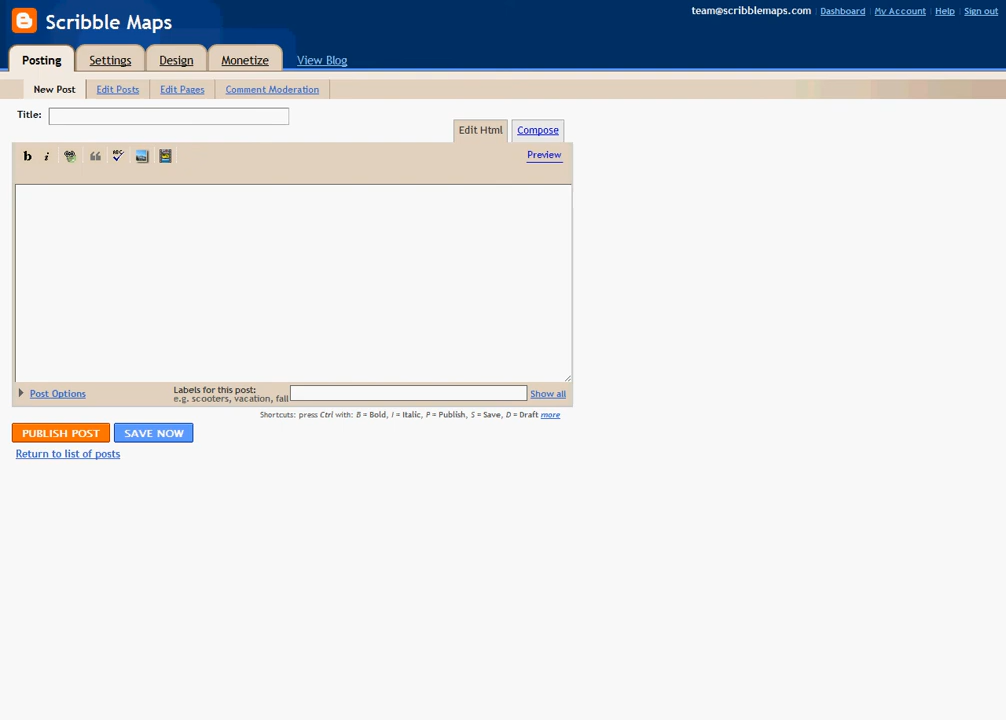 Scribble Maps
team@scribblemaps.com | Dashboard | My Account | Help | Sign out
Posting Settings Design Monetize View Blog
New Post Edit Posts Edit Pages Comment Moderation
Title:
Edit Html Compose
b i ABC Preview
Post Options Labels for this post: Show all
e.g. scooters, vacation, fall
Shortcuts: press Ctrl with: B = Bold, I = Italic, P = Publish, S = Save, D = Draft more
PUBLISH POST SAVE NOW
Return to list of posts